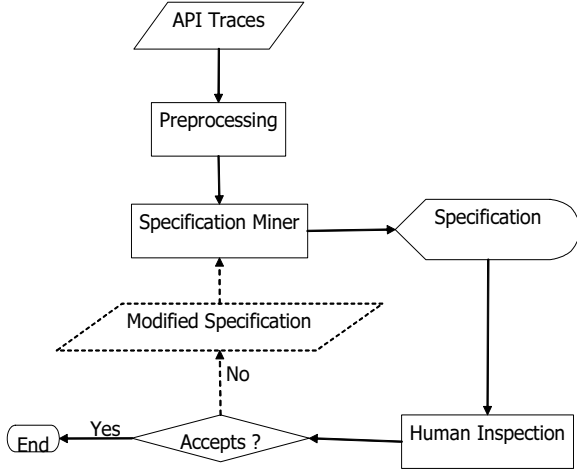 API Traces
Preprocessing
Specification Miner
Specification
Modified Specification
No
Yes
End
Accepts ?
Human Inspection